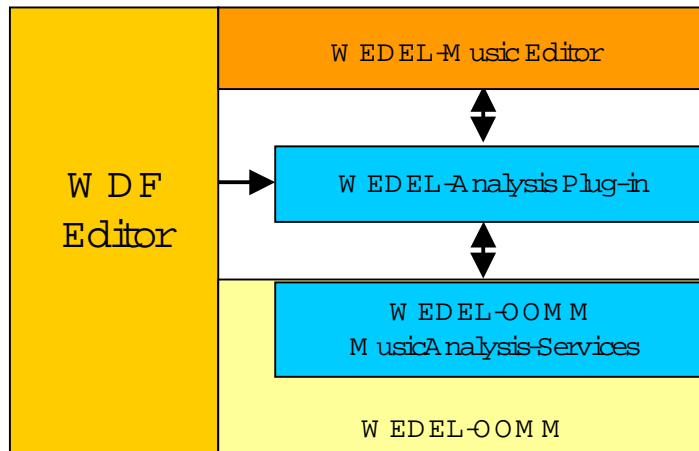 WEDEL-Music Editor
WDF
Editor
WEDEL-Analysis Plug-in
WEDEL-OOMM
MusicAnalysis-Services
WEDEL-OOMM